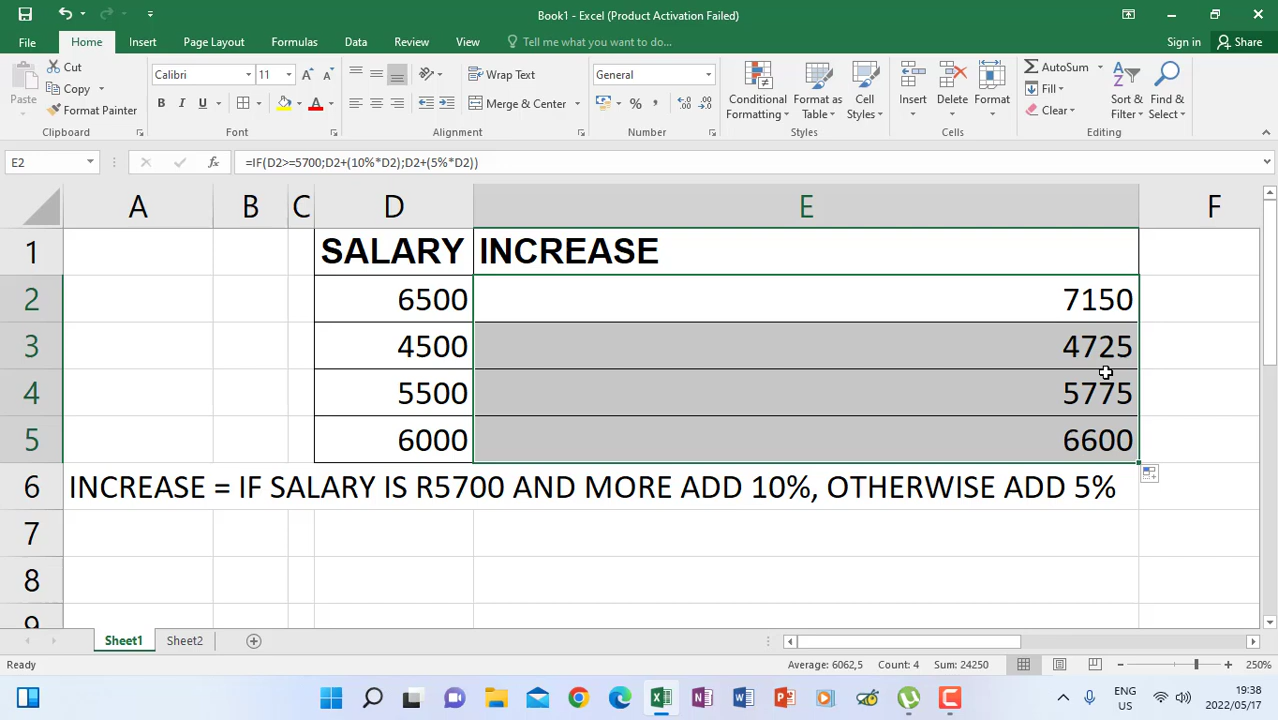 Book1 - Excel (Product Activation Failed)
File Home Insert Page Layout Formulas Data Review View Tell me what you want to do... Sign in Share
Paste Cut Copy Format Painter Clipboard
Calibri 11 A A B I U A Font
Wrap Text Merge & Center Alignment
General % , Number
Conditional Formatting Format as Table Cell Styles Styles
Insert Delete Format Cells
AutoSum Fill Clear Sort & Filter Find & Select Editing
E2 fx =IF(D2>=5700;D2+(10%*D2);D2+(5%*D2))
A B C D E F
1 SALARY INCREASE
2 6500 7150
3 4500 4725
4 5500 5775
5 6000 6600
6 INCREASE = IF SALARY IS R5700 AND MORE ADD 10%, OTHERWISE ADD 5%
7
8
9
Sheet1 Sheet2
Ready Average: 6062,5 Count: 4 Sum: 24250 250%
ENG 19:38
US 2022/05/17